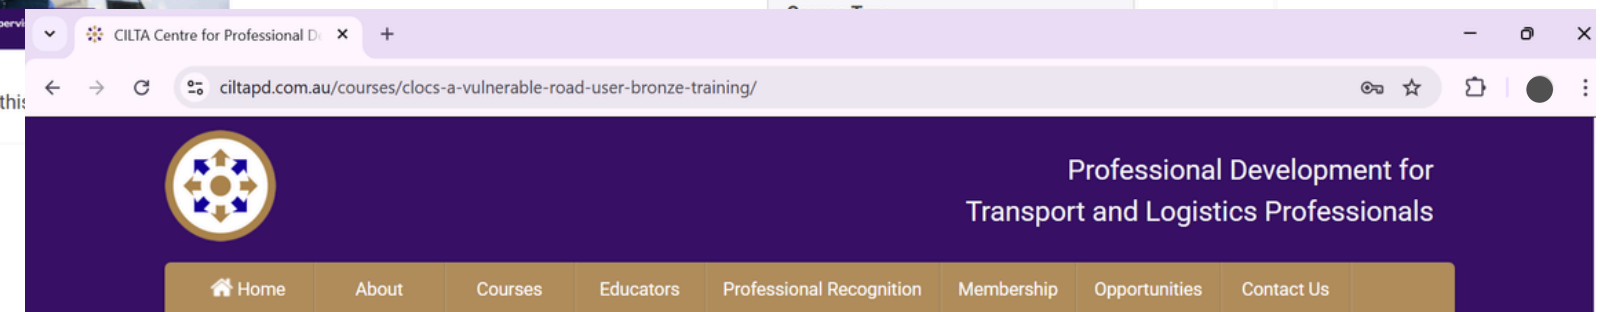 CILTA Centre for Professional D
ciltapd.com.au/courses/clocs-a-vulnerable-road-user-bronze-training/
Professional Development for
Transport and Logistics Professionals
Home About Courses Educators Professional Recognition Membership Opportunities Contact Us